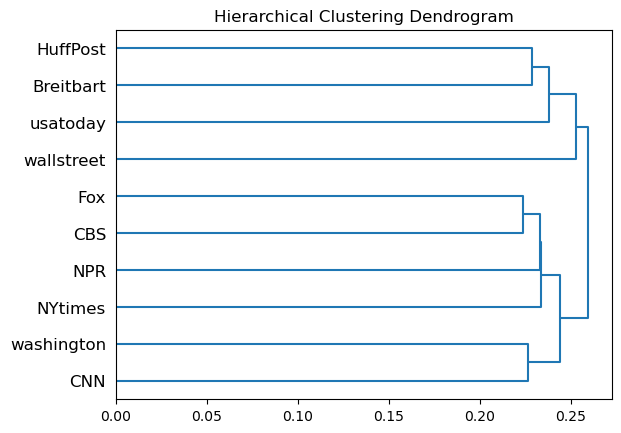 Hierarchical Clustering Dendrogram
HuffPost
Breitbart
usatoday
wallstreet
Fox
CBS
NPR
NYtimes
washington
CNN
0.00 0.05 0.10 0.15 0.20 0.25